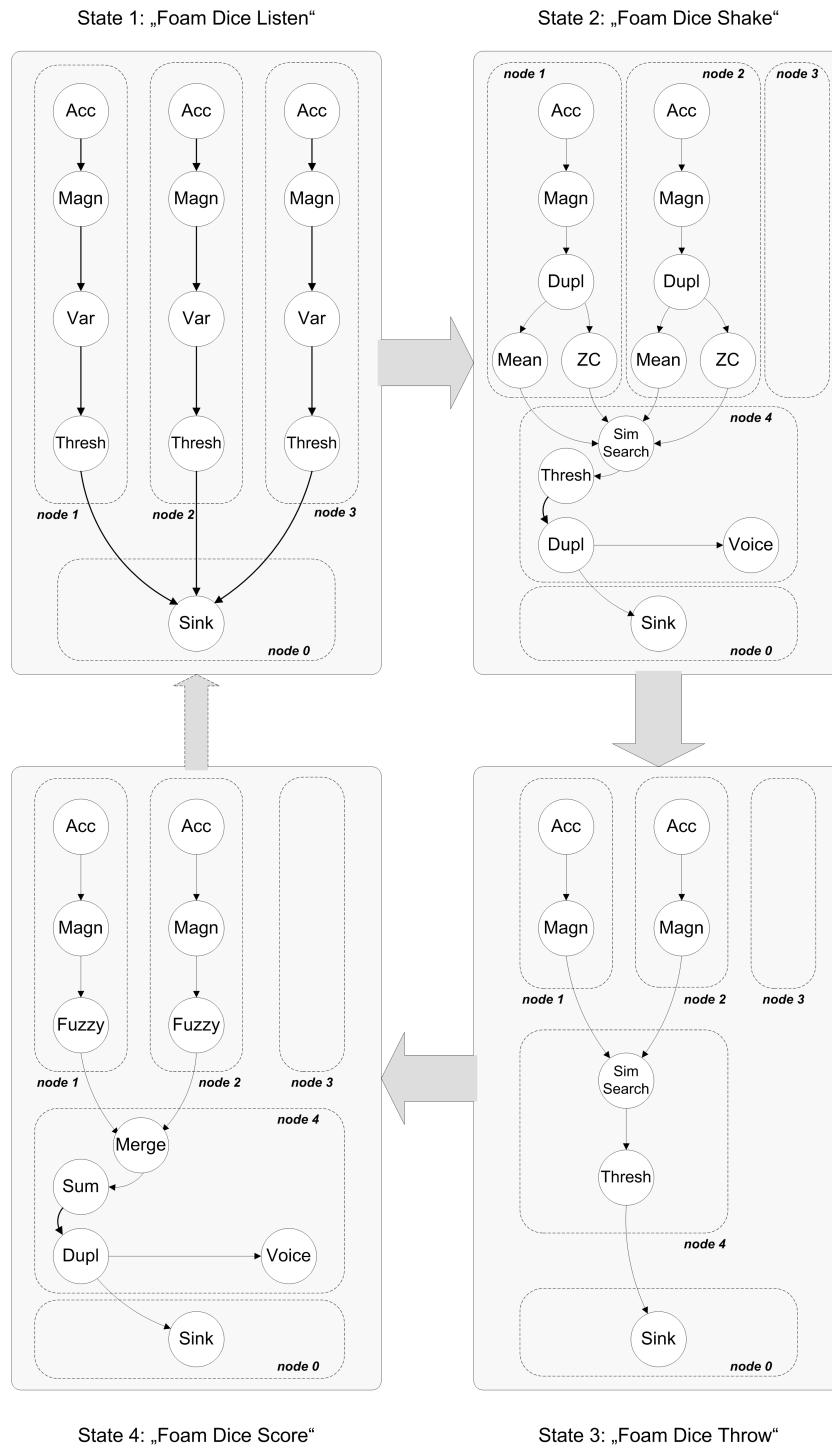 State 1: „Foam Dice Listen“
State 2: „Foam Dice Shake“
Acc
Magn
Var
Thresh
node 1
Acc
Magn
Var
Thresh
node 2
Acc
Magn
Var
Thresh
node 3
Sink
node 0
node 1
Acc
Magn
Dupl
Mean
ZC
node 2
Acc
Magn
Dupl
Mean
ZC
node 3
node 4
Sim
Search
Thresh
Dupl
Voice
Sink
node 0
Acc
Magn
Fuzzy
node 1
Acc
Magn
Fuzzy
node 2
node 3
node 4
Merge
Sum
Dupl
Voice
Sink
node 0
Acc
Magn
node 1
Acc
Magn
node 2
node 3
Sim
Search
Thresh
node 4
Sink
node 0
State 4: „Foam Dice Score“
State 3: „Foam Dice Throw“